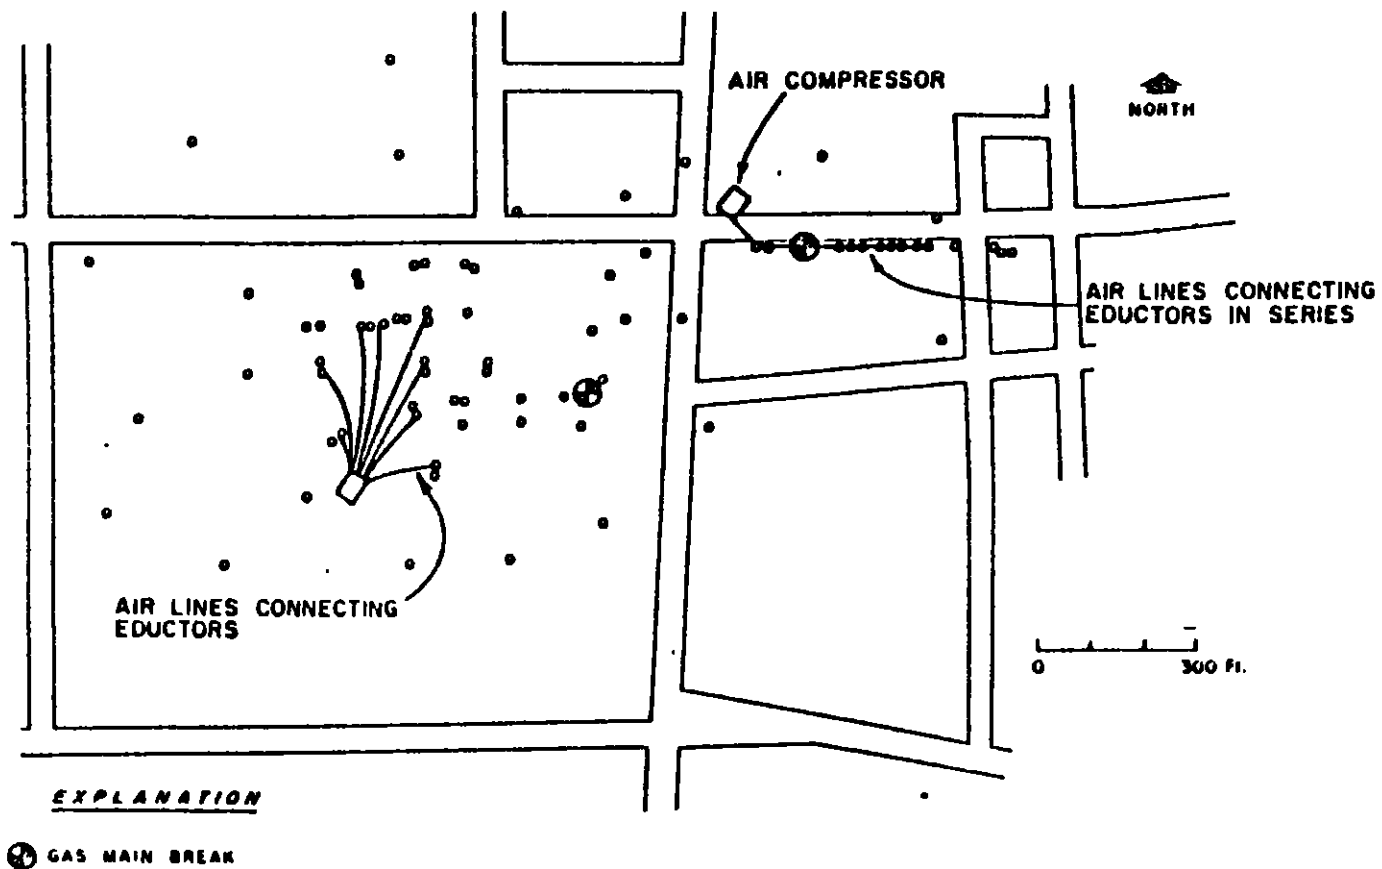 AIR COMPRESSOR
NORTH
AIR LINES CONNECTING
EDUCTORS IN SERIES
AIR LINES CONNECTING
EDUCTORS
0 300 Ft.
EXPLANATION
GAS MAIN BREAK